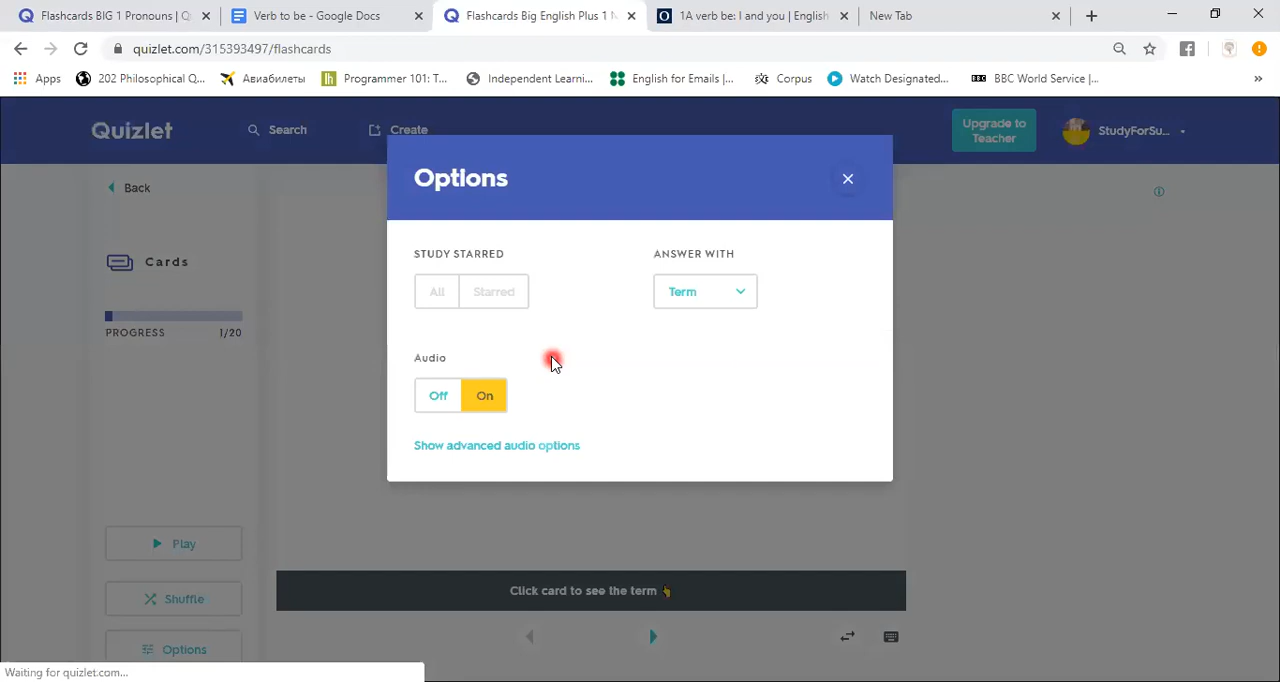 Flashcards BIG 1 Pronouns | Q
Verb to be - Google Docs
Flashcards Big English Plus 1 N
1A verb be: I and you | English
New Tab
quizlet.com/315393497/flashcards
Apps
202 Philosophical Q...
Авиабилеты
Programmer 101: T...
Independent Learni...
English for Emails |...
Corpus
Watch Designated...
BBC World Service |...
Quizlet
Search
Create
Upgrade to
Teacher
StudyForSu...
Back
Cards
PROGRESS 1/20
Play
Shuffle
Options
Options
STUDY STARRED
All Starred
ANSWER WITH
Term
Audio
Off On
Show advanced audio options
Click card to see the term
Waiting for quizlet.com...